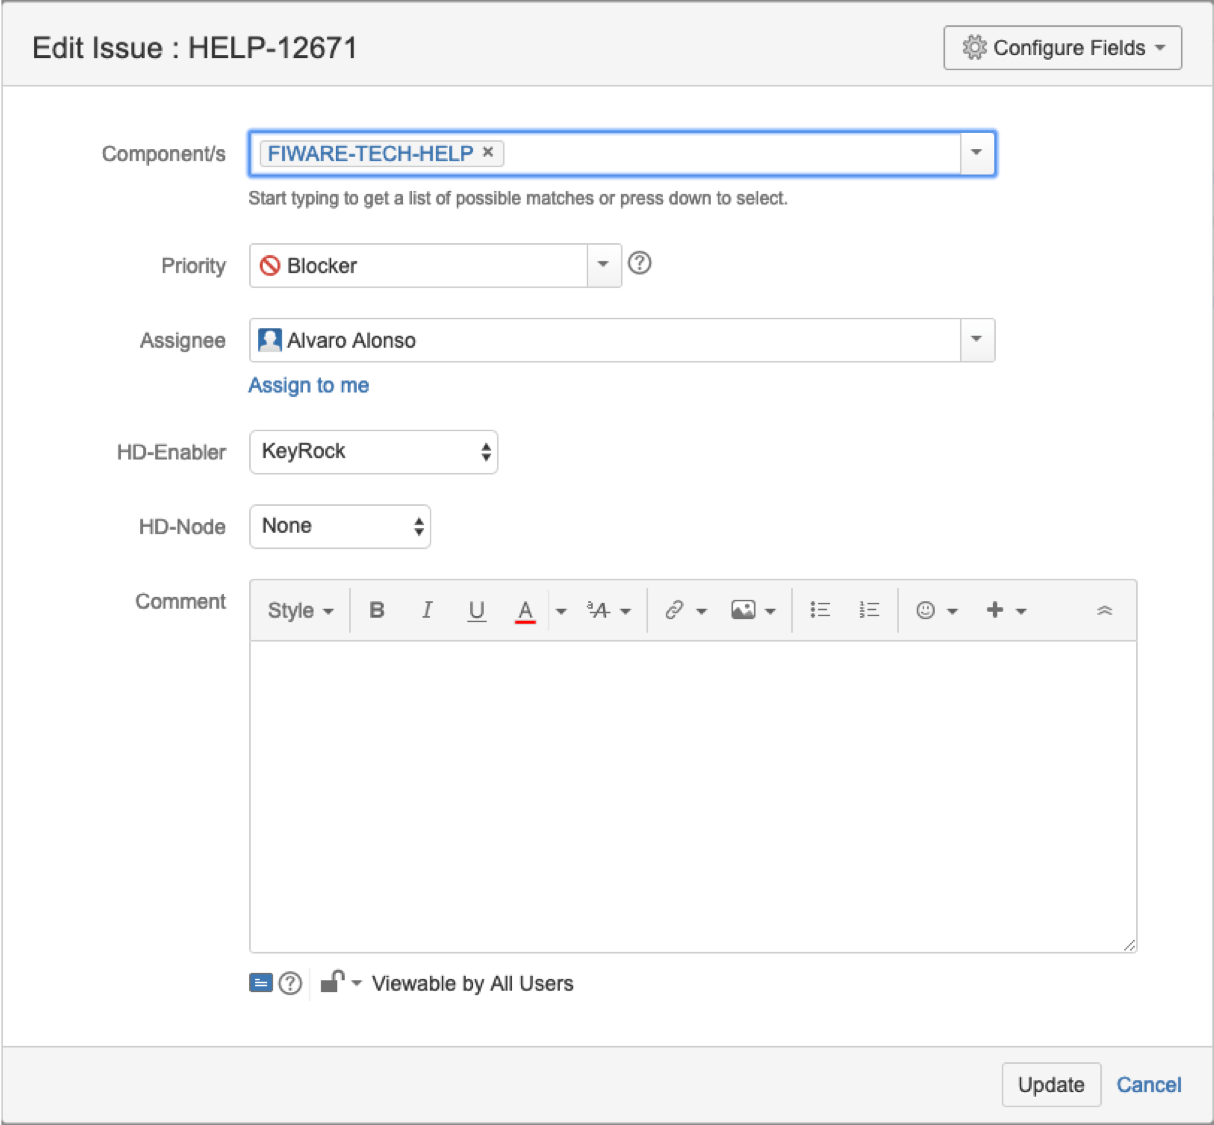 Edit Issue : HELP-12671
Configure Fields
Component/s
FIWARE-TECH-HELP ×
Start typing to get a list of possible matches or press down to select.
Priority
Blocker
?
Assignee
Alvaro Alonso
Assign to me
HD-Enabler
KeyRock
HD-Node
None
Comment
Style B I U A ªA
?
Viewable by All Users
Update
Cancel